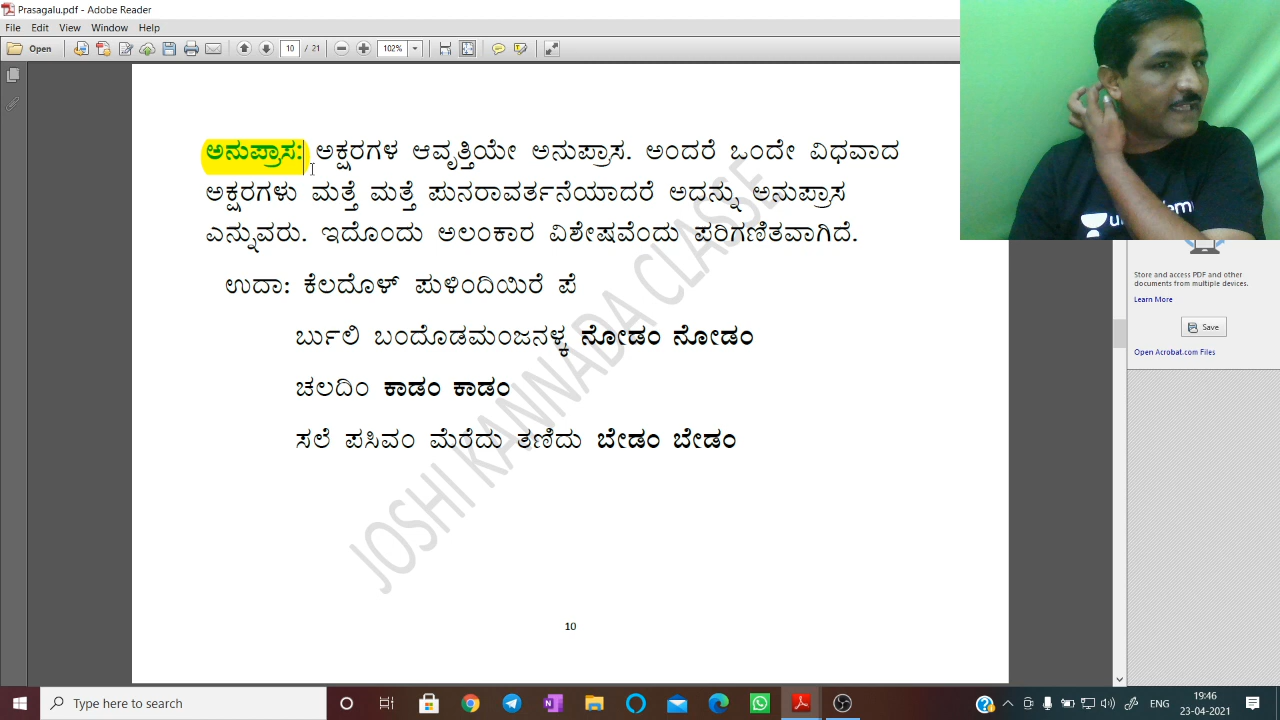 Prasagalu.pdf - Adobe Reader
File Edit View Window Help
Open 10 / 21 102%
ಅನುಪ್ರಾಸ: ಅಕ್ಷರಗಳ ಆವೃತ್ತಿಯೇ ಅನುಪ್ರಾಸ. ಅಂದರೆ ಒಂದೇ ವಿಧವಾದ
ಅಕ್ಷರಗಳು ಮತ್ತೆ ಮತ್ತೆ ಪುನರಾವರ್ತನೆಯಾದರೆ ಅದನ್ನು ಅನುಪ್ರಾಸ
ಎನ್ನುವರು. ಇದೊಂದು ಅಲಂಕಾರ ವಿಶೇಷವೆಂದು ಪರಿಗಣಿತವಾಗಿದೆ.
ಉದಾ: ಕೆಲದೊಳ್ ಪುಳಿಂದಿಯಿರೆ ಪೆ
ರ್ಬುಲಿ ಬಂದೊಡಮಂಜನಳ್ಕ ನೋಡಂ ನೋಡಂ
ಚಲದಿಂ ಕಾಡಂ ಕಾಡಂ
ಸಲೆ ಪಸಿವಂ ಮೆರೆದು ತಣಿದು ಬೇಡಂ ಬೇಡಂ
JOSHI KANNADA CLASSE
10
Store and access PDF and other
documents from multiple devices.
Learn More
Save
Open Acrobat.com Files
Type here to search
ENG
19:46
23-04-2021